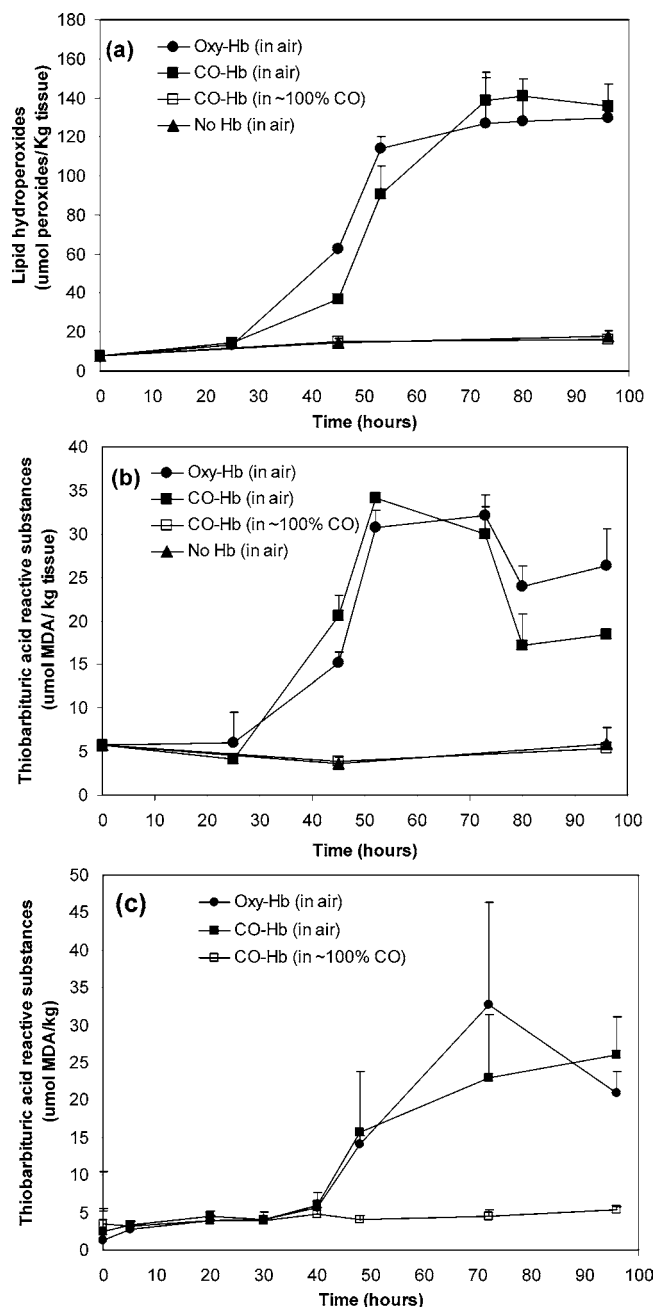 (a)
Oxy-Hb (in air)
CO-Hb (in air)
CO-Hb (in ~100% CO)
No Hb (in air)
Lipid hydroperoxides
(umol peroxides/Kg tissue)
180
160
140
120
100
80
60
40
20
0
0 10 20 30 40 50 60 70 80 90 100
Time (hours)
(b)
Oxy-Hb (in air)
CO-Hb (in air)
CO-Hb (in ~100% CO)
No Hb (in air)
Thiobarbituric acid reactive substances
(umol MDA/ kg tissue)
40
35
30
25
20
15
10
5
0
0 10 20 30 40 50 60 70 80 90 100
Time (hours)
(c)
Oxy-Hb (in air)
CO-Hb (in air)
CO-Hb (in ~100% CO)
Thiobarbituric acid reactive substances
(umol MDA/kg)
50
45
40
35
30
25
20
15
10
5
0
0 10 20 30 40 50 60 70 80 90 100
Time (hours)